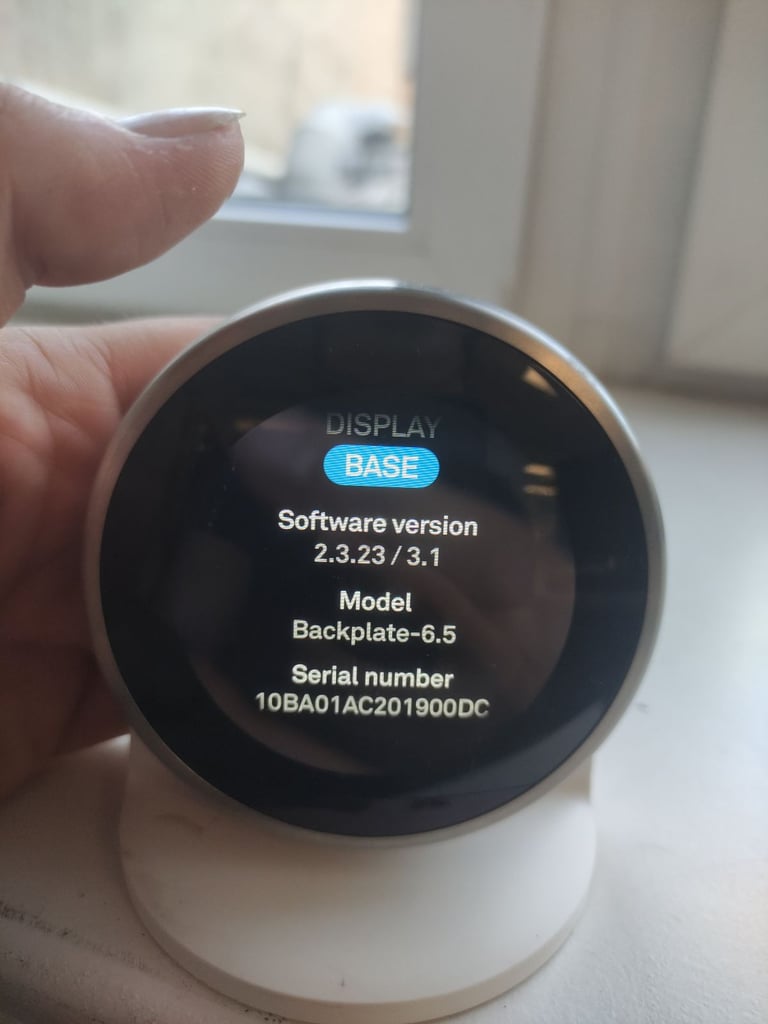 DISPLAY
BASE
Software version
2.3.23 / 3.1
Model
Backplate-6.5
Serial number
10BA01AC201900DC